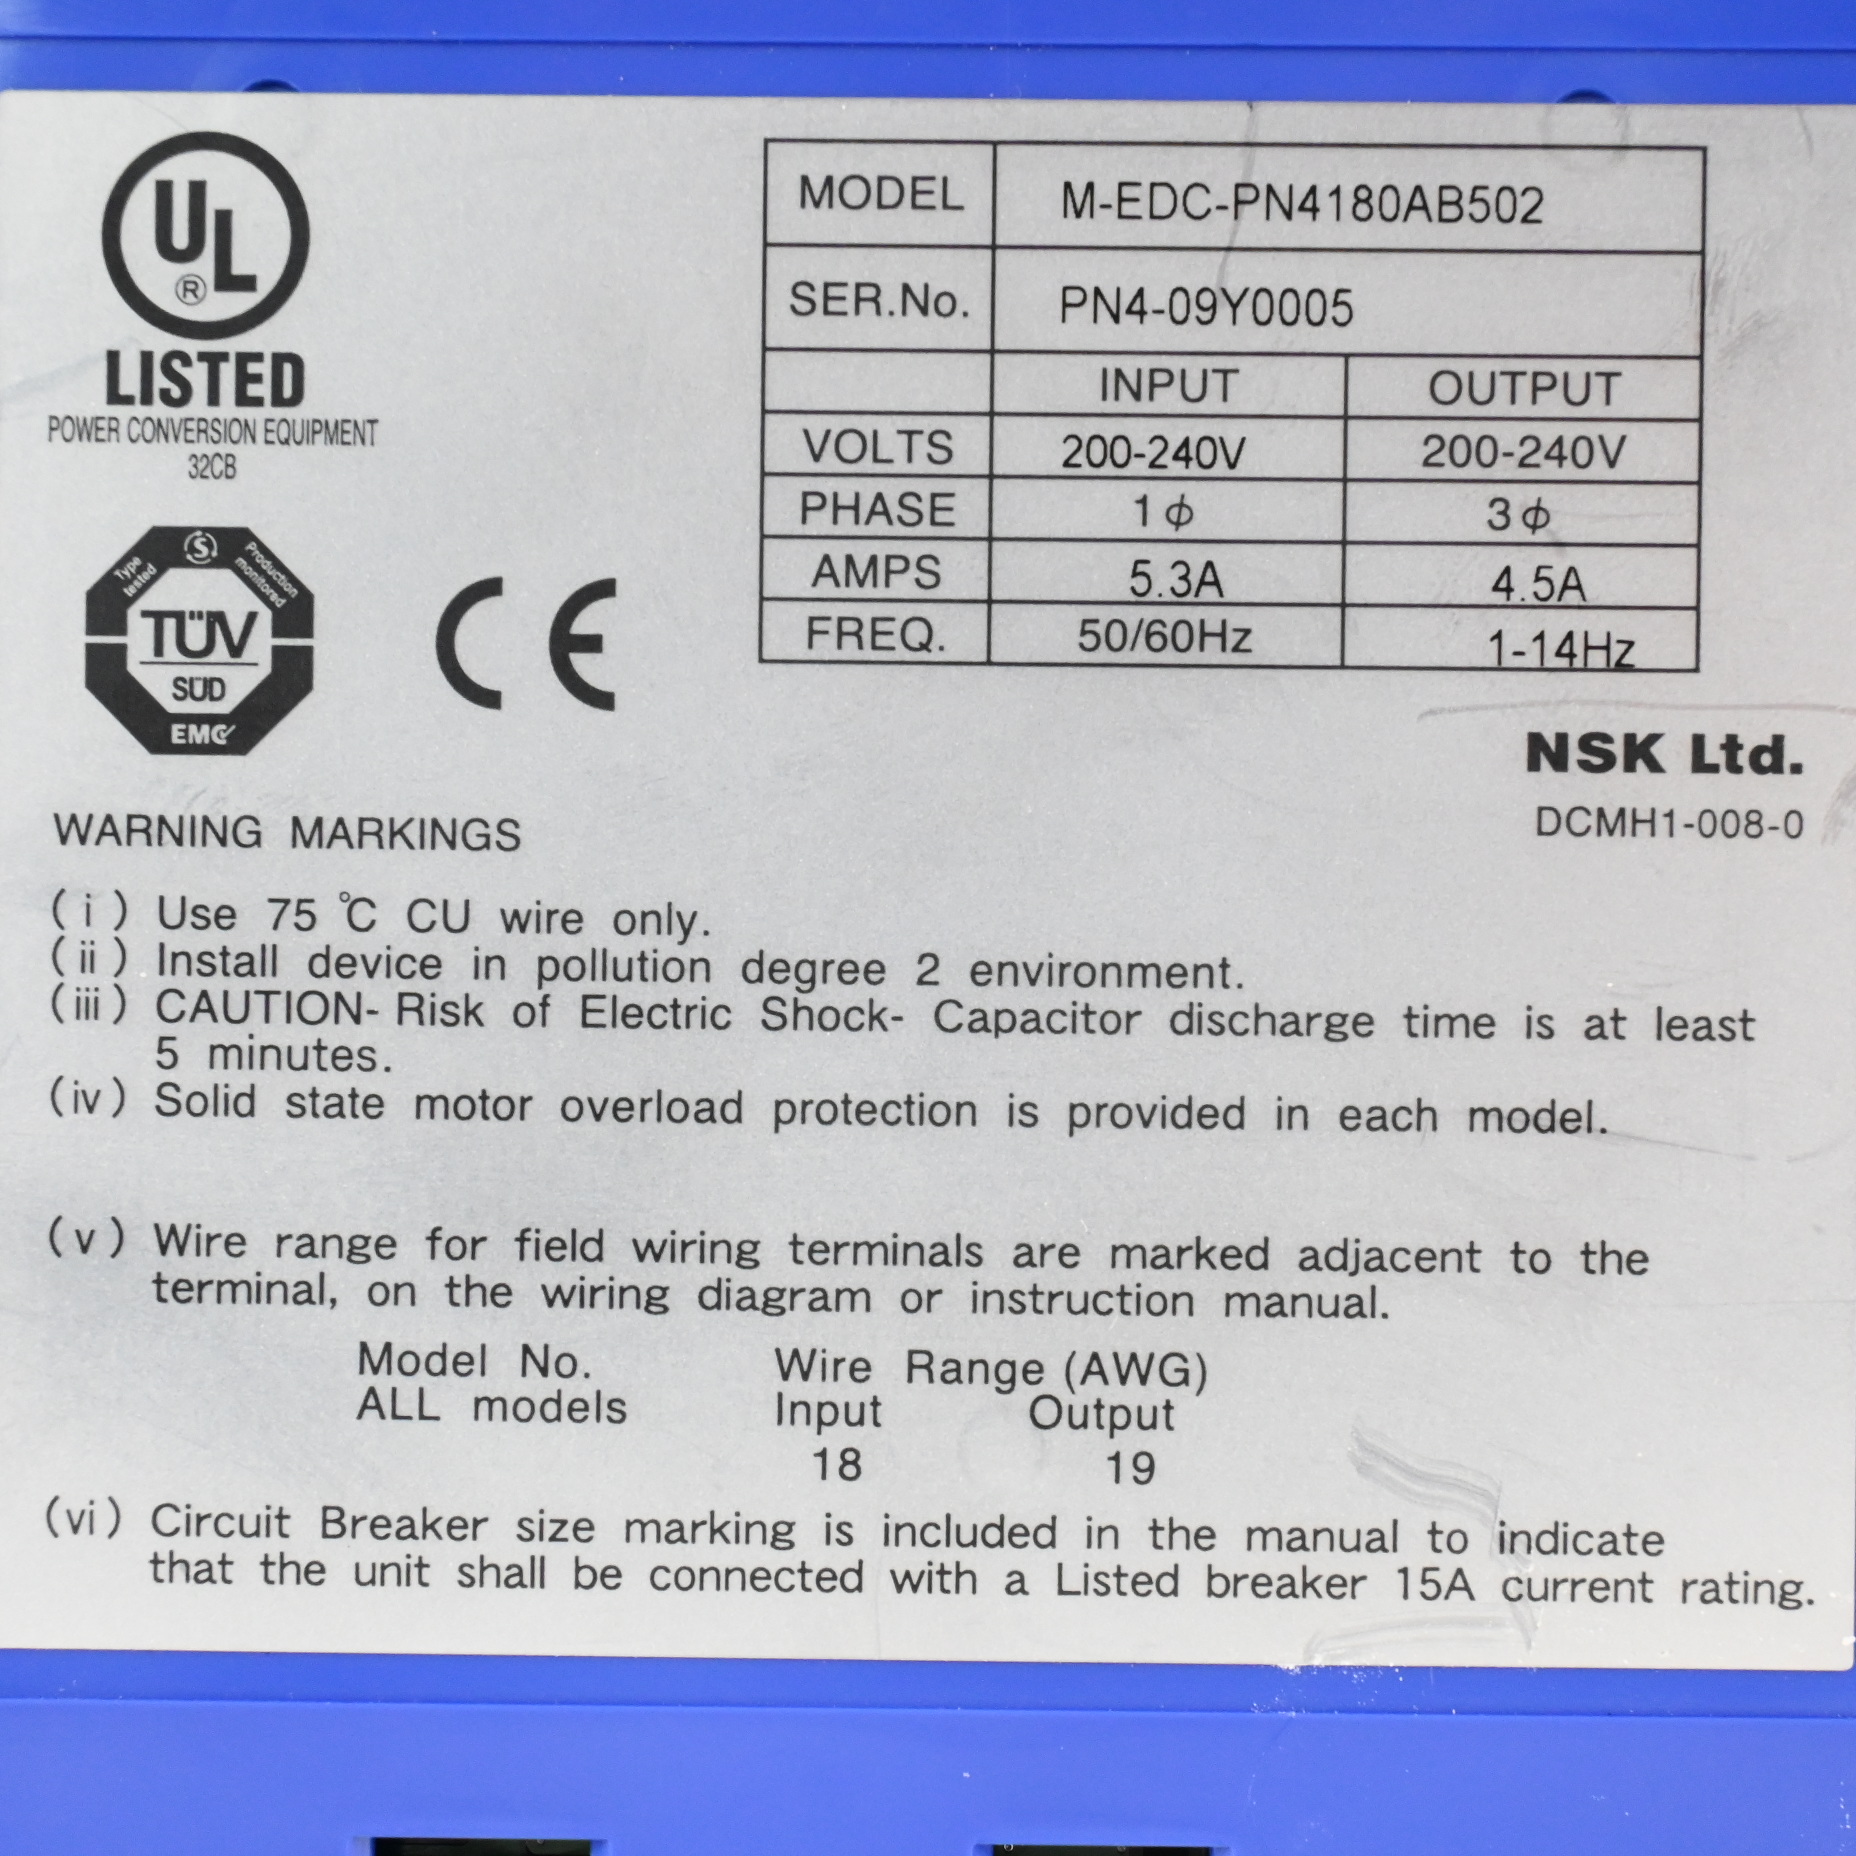 UL
®
LISTED
POWER CONVERSION EQUIPMENT
32CB
Type tested
S
Production monitored
TÜV
SÜD
EMC
CE
MODEL M-EDC-PN4180AB502
SER.No. PN4-09Y0005
INPUT OUTPUT
VOLTS 200-240V 200-240V
PHASE 1ϕ 3ϕ
AMPS 5.3A 4.5A
FREQ. 50/60Hz 1-14Hz
NSK Ltd.
DCMH1-008-0
WARNING MARKINGS
(i) Use 75 ℃ CU wire only.
(ii) Install device in pollution degree 2 environment.
(iii) CAUTION- Risk of Electric Shock- Capacitor discharge time is at least
5 minutes.
(iv) Solid state motor overload protection is provided in each model.
(v) Wire range for field wiring terminals are marked adjacent to the
terminal, on the wiring diagram or instruction manual.
Model No. Wire Range (AWG)
ALL models Input Output
18 19
(vi) Circuit Breaker size marking is included in the manual to indicate
that the unit shall be connected with a Listed breaker 15A current rating.